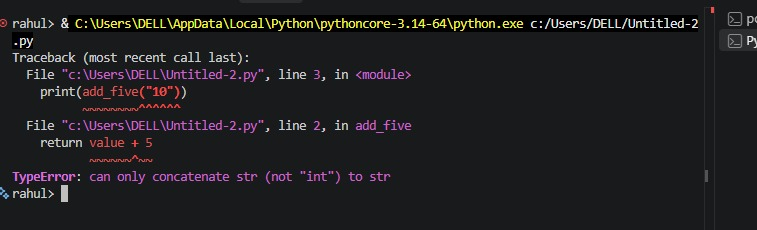 rahul> & C:\Users\DELL\AppData\Local\Python\pythoncore-3.14-64\python.exe c:/Users/DELL/Untitled-2
.py
Traceback (most recent call last):
  File "c:\Users\DELL\Untitled-2.py", line 3, in <module>
    print(add_five("10"))
          ~~~~~~~~^^^^^^
  File "c:\Users\DELL\Untitled-2.py", line 2, in add_five
    return value + 5
           ~~~~~~^~~
TypeError: can only concatenate str (not "int") to str
rahul>